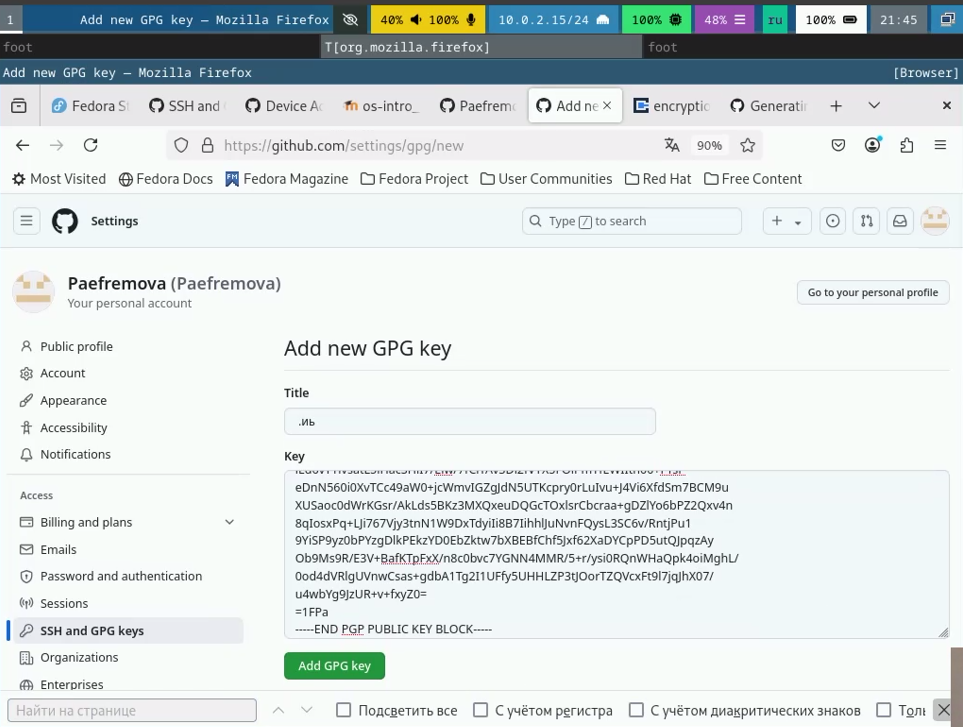 1 Add new GPG key — Mozilla Firefox 40% 100% 10.0.2.15/24 100% 48% ru 100% 21:45
foot T[org.mozilla.firefox] foot
Add new GPG key — Mozilla Firefox [Browser]
Fedora St SSH and Device Ac os-intro_ Paefremo Add ne encryptic Generatin
https://github.com/settings/gpg/new 90%
Most Visited Fedora Docs Fedora Magazine Fedora Project User Communities Red Hat Free Content
Settings Type / to search
Paefremova (Paefremova)
Your personal account
Go to your personal profile
Public profile
Account
Appearance
Accessibility
Notifications
Access
Billing and plans
Emails
Password and authentication
Sessions
SSH and GPG keys
Organizations
Enterprises
Add new GPG key
Title
.иь
Key
eDnN560i0XvTCc49aW0+jcWmvIGZgJdN5UTKcpry0rLuIvu+J4Vi6XfdSm7BCM9u
XUSaoc0dWrKGsr/AkLds5BKz3MXQxeuDQGcTOxlsrCbcraa+gDZlYo6bPZ2Qxv4n
8qIosxPq+LJi767Vjy3tnN1W9DxTdyiIi8B7IihhlJuNvnFQysL3SC6v/RntjPu1
9YiSP9yz0bPYzgDlkPEkzYD0EbZktw7bXBEBfChf5Jxf62XaDYCpPD5utQJpqzAy
Ob9Ms9R/E3V+BafKTpFxX/n8c0bvc7YGNN4MMR/5+r/ysi0RQnWHaQpk4oiMghL/
0od4dVRlgUVnwCsas+gdbA1Tg2I1UFfy5UHHLZP3tJOorTZQVcxFt9l7jqJhX07/
u4wbYg9JzUR+v+fxyZ0=
=1FPa
-----END PGP PUBLIC KEY BLOCK-----
Add GPG key
Найти на странице Подсветить все С учётом регистра С учётом диакритических знаков Толь